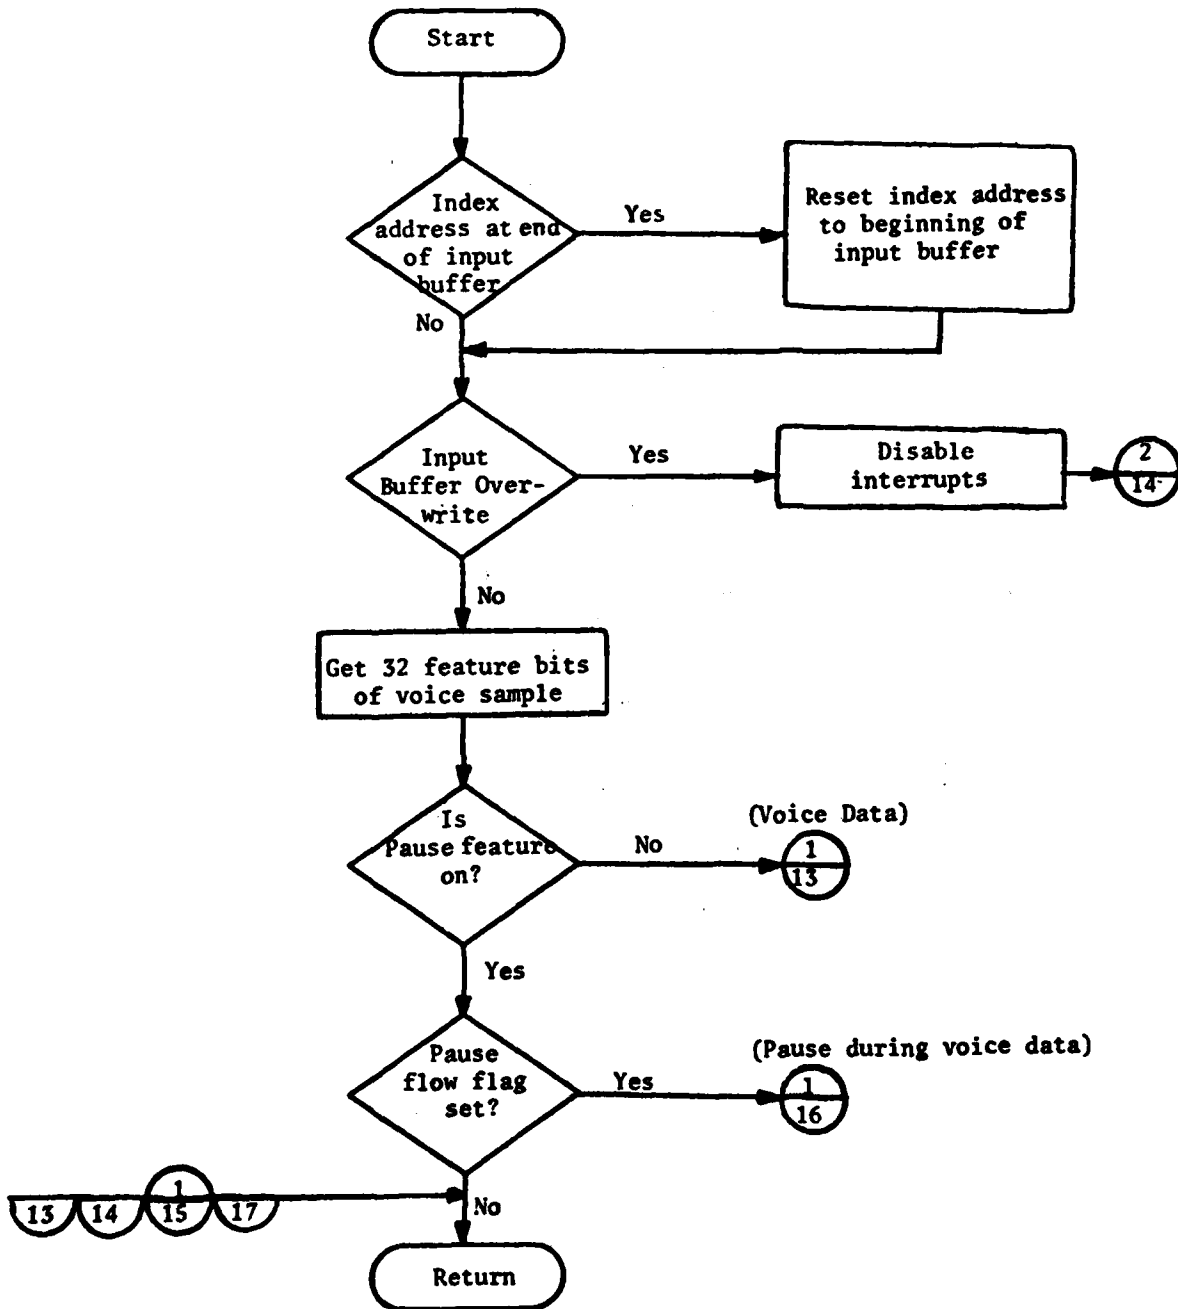 Start
Index
address at end
of input
buffer
Yes
Reset index address
to beginning of
input buffer
No
Input
Buffer Over-
write
Yes
Disable
interrupts
2
14
No
Get 32 feature bits
of voice sample
Is
Pause feature
on?
No
(Voice Data)
1
13
Yes
Pause
flow flag
set?
Yes
(Pause during voice data)
1
16
1
13 14 15 17
No
Return